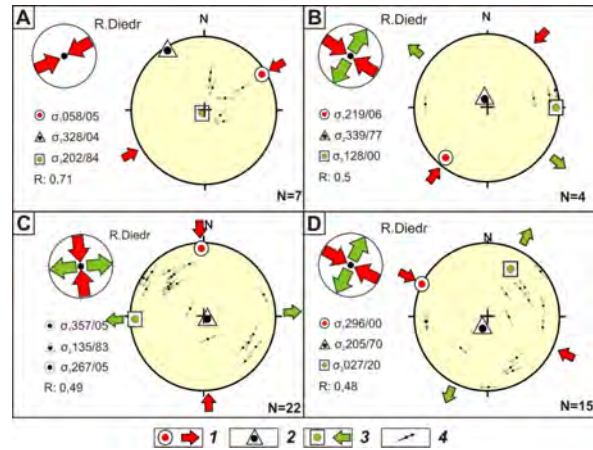 A
R.Diedr
N
σ₁058/05
σ₂328/04
σ₃202/84
R: 0,71
N=7
B
R.Diedr
N
σ₁219/06
σ₂339/77
σ₃128/00
R: 0.5
N=4
C
R.Diedr
N
σ₁357/05
σ₂135/83
σ₃267/05
R: 0,49
N=22
D
R.Diedr
N
σ₁296/00
σ₂205/70
σ₃027/20
R: 0,48
N=15
1 2 3 4